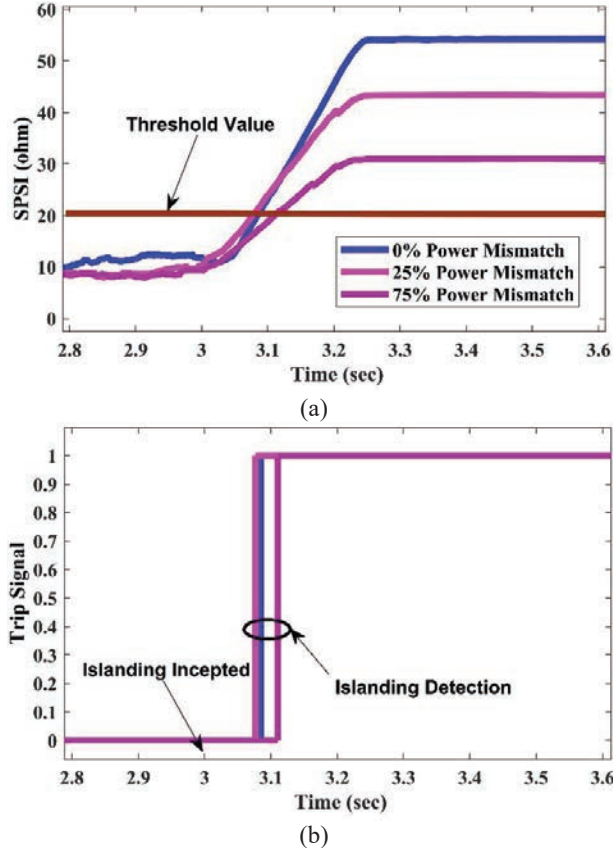 60
50
40
30
20
10
0
SPSI (ohm)
Threshold Value
0% Power Mismatch
25% Power Mismatch
75% Power Mismatch
2.8 2.9 3 3.1 3.2 3.3 3.4 3.5 3.6
Time (sec)
(a)
1
0.9
0.8
0.7
0.6
0.5
0.4
0.3
0.2
0.1
0
Trip Signal
Islanding Incepted
Islanding Detection
2.8 2.9 3 3.1 3.2 3.3 3.4 3.5 3.6
Time (sec)
(b)